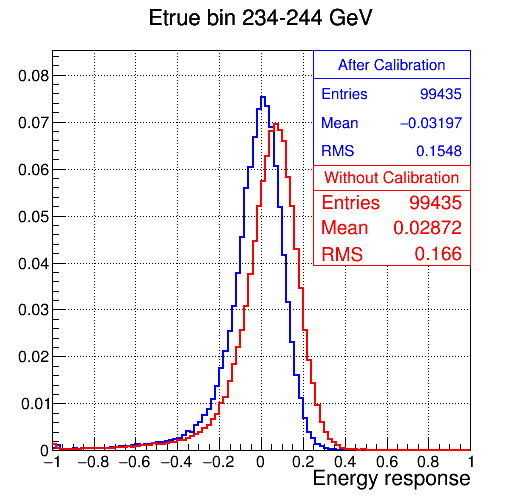 Etrue bin 234-244 GeV
After Calibration
Entries 99435
Mean −0.03197
RMS 0.1548
Without Calibration
Entries 99435
Mean 0.02872
RMS 0.166
0.08
0.07
0.06
0.05
0.04
0.03
0.02
0.01
0
−1 −0.8 −0.6 −0.4 −0.2 0 0.2 0.4 0.6 0.8 1
Energy response